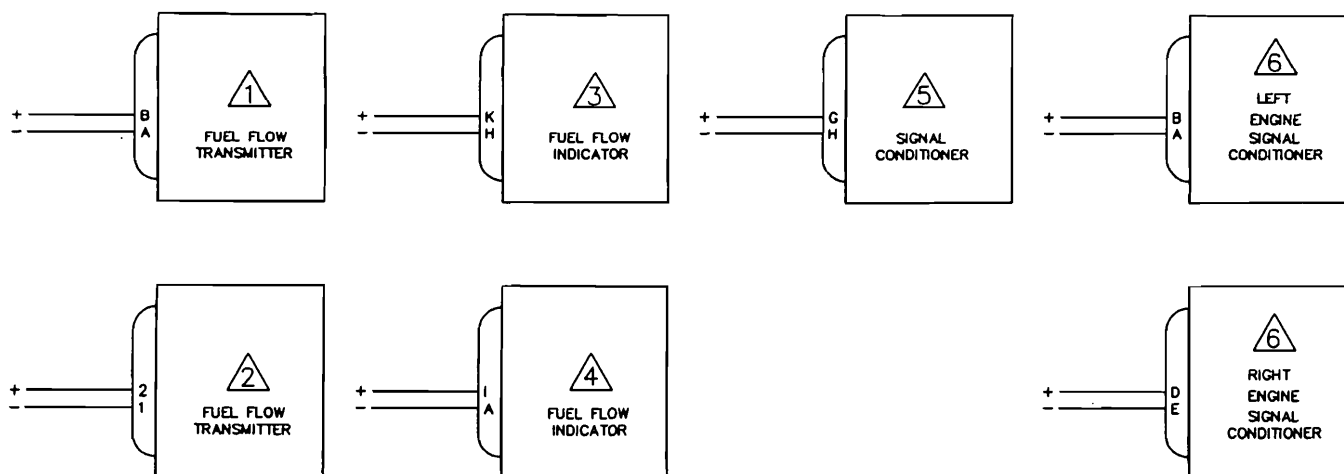 + B
- A
1
FUEL FLOW
TRANSMITTER
+ K
- H
3
FUEL FLOW
INDICATOR
+ G
- H
5
SIGNAL
CONDITIONER
+ B
- A
6
LEFT
ENGINE
SIGNAL
CONDITIONER
+ 2
- 1
2
FUEL FLOW
TRANSMITTER
+ I
- A
4
FUEL FLOW
INDICATOR
+ D
- E
6
RIGHT
ENGINE
SIGNAL
CONDITIONER